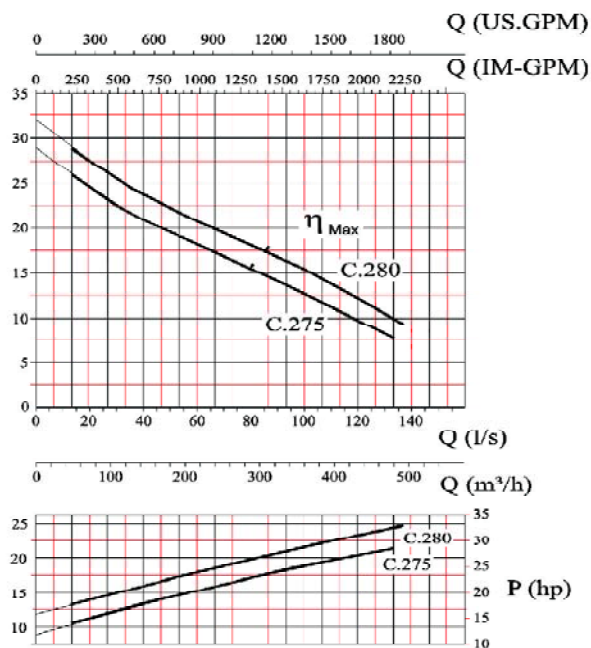 0 300 600 900 1300 1600 1800 Q (US.GPM)
0 250 500 750 1000 1250 1500 1750 2000 2250 Q (IM-GPM)
35
30
25
20
η Max
15
C.280
C.275
10
5
0
0 20 40 60 80 100 120 140
Q (l/s)
0 100 200 300 400 500 Q (m³/h)
25 35
C.280 30
20 C.275 25
P (hp)
15 20
15
10 10